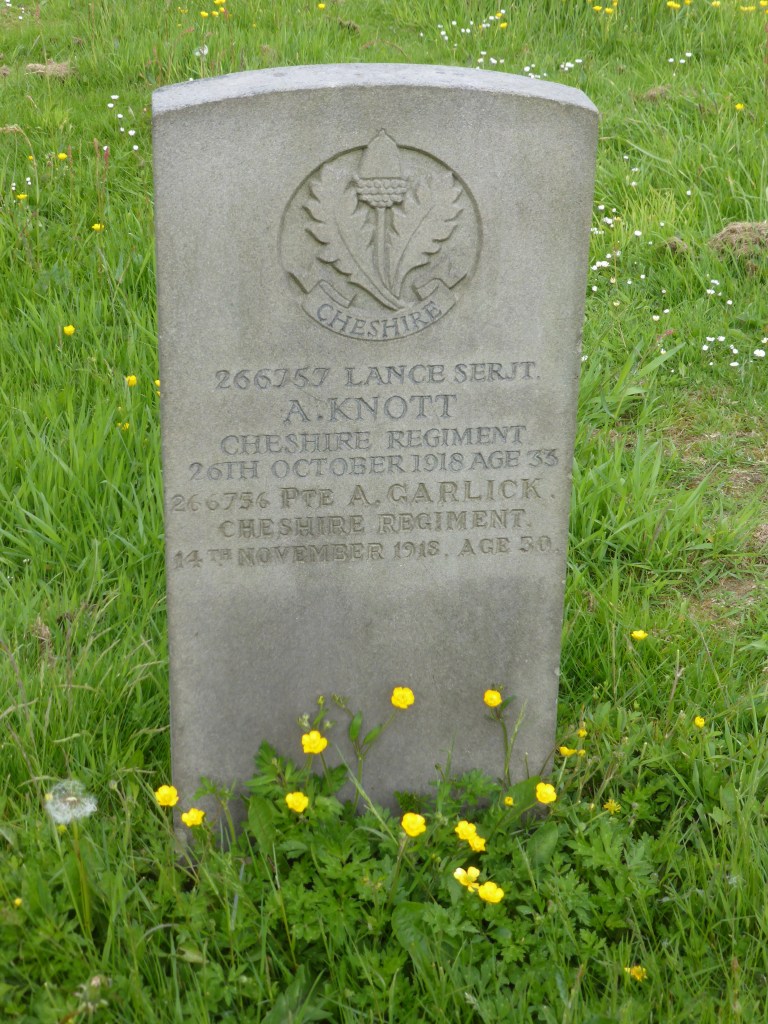 CHESHIRE
266757 LANCE SERJT.
A. KNOTT
CHESHIRE REGIMENT
26TH OCTOBER 1918 AGE 33
266756 PTE A. GARLICK.
CHESHIRE REGIMENT.
14TH NOVEMBER 1918. AGE 30.